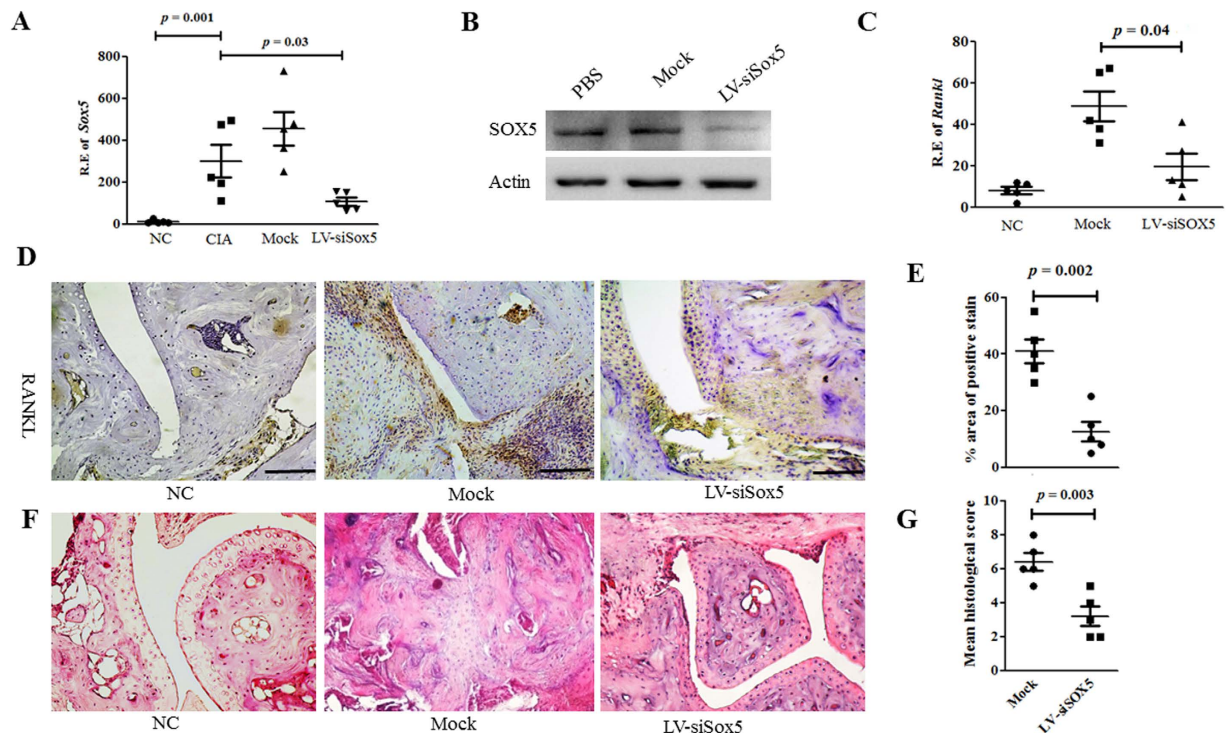 A
p = 0.001
p = 0.03
R.E of Sox5
800
600
400
200
0
NC
CIA
Mock
LV-siSox5
B
PBS
Mock
LV-siSox5
SOX5
Actin
C
p = 0.04
R.E of Rankl
80
60
40
20
0
NC
Mock
LV-siSOX5
D
RANKL
NC
Mock
LV-siSox5
E
p = 0.002
% area of positive stain
60
40
20
0
F
NC
Mock
LV-siSox5
G
p = 0.003
Mean histological score
10
8
6
4
2
0
Mock
LV-siSOX5